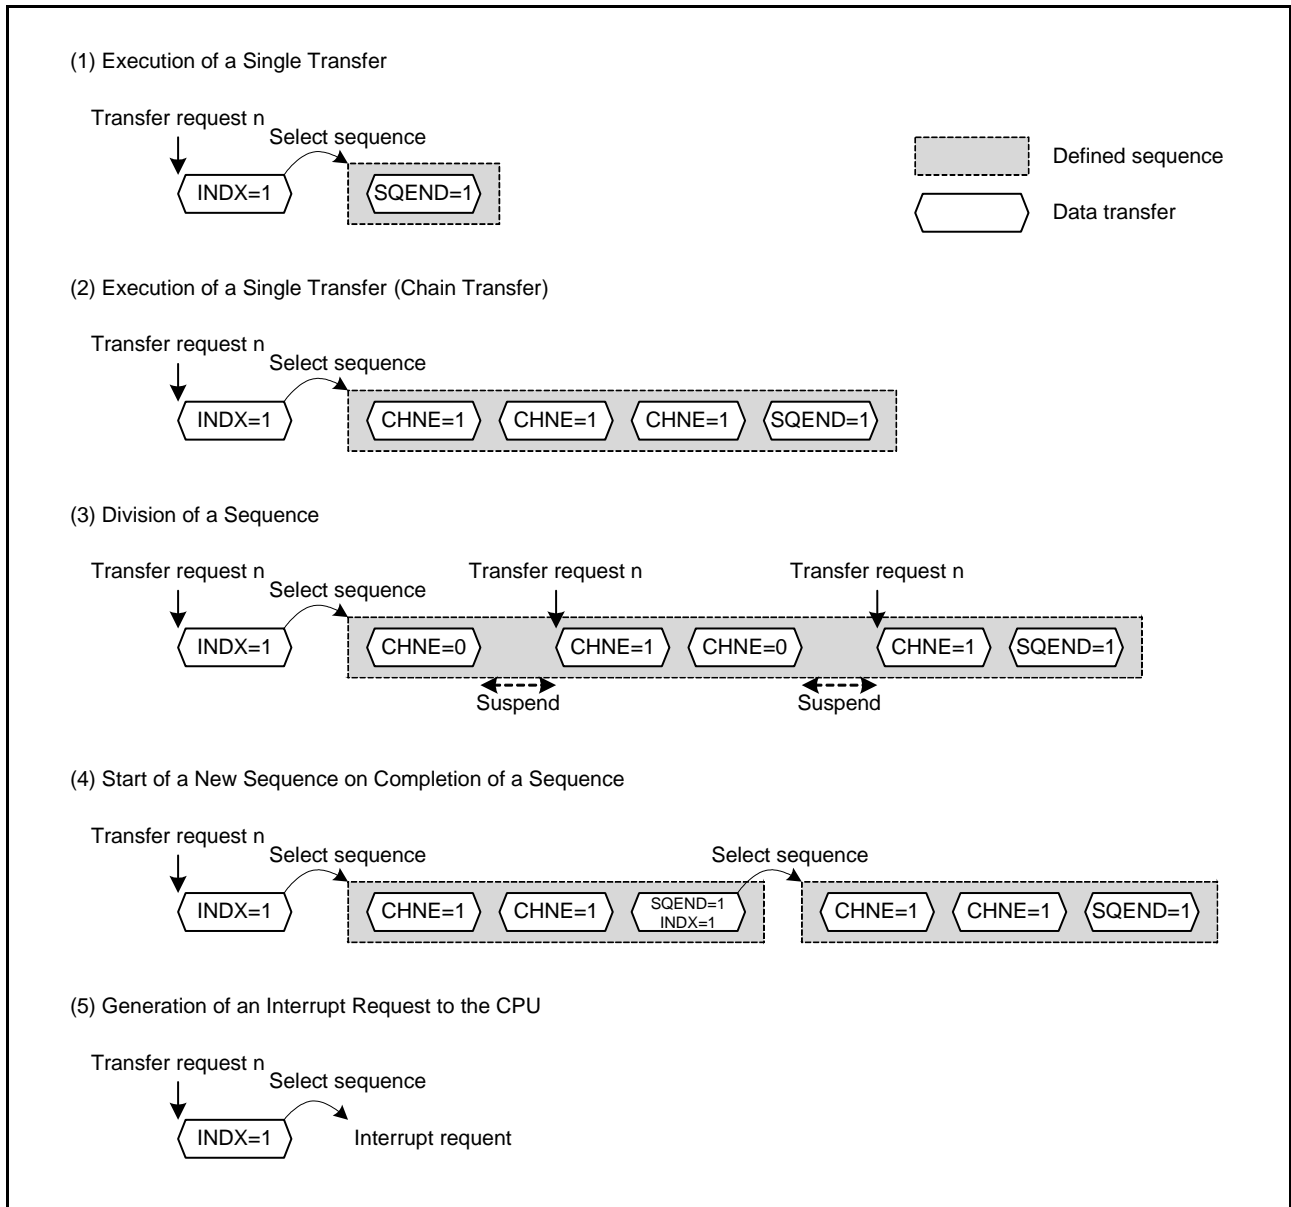 (1) Execution of a Single Transfer
Transfer request n
Select sequence
INDX=1
SQEND=1
Defined sequence
Data transfer
(2) Execution of a Single Transfer (Chain Transfer)
Transfer request n
Select sequence
INDX=1
CHNE=1
CHNE=1
CHNE=1
SQEND=1
(3) Division of a Sequence
Transfer request n
Select sequence
Transfer request n
Transfer request n
INDX=1
CHNE=0
CHNE=1
CHNE=0
CHNE=1
SQEND=1
Suspend
Suspend
(4) Start of a New Sequence on Completion of a Sequence
Transfer request n
Select sequence
Select sequence
INDX=1
CHNE=1
CHNE=1
SQEND=1
INDX=1
CHNE=1
CHNE=1
SQEND=1
(5) Generation of an Interrupt Request to the CPU
Transfer request n
Select sequence
INDX=1
Interrupt requent